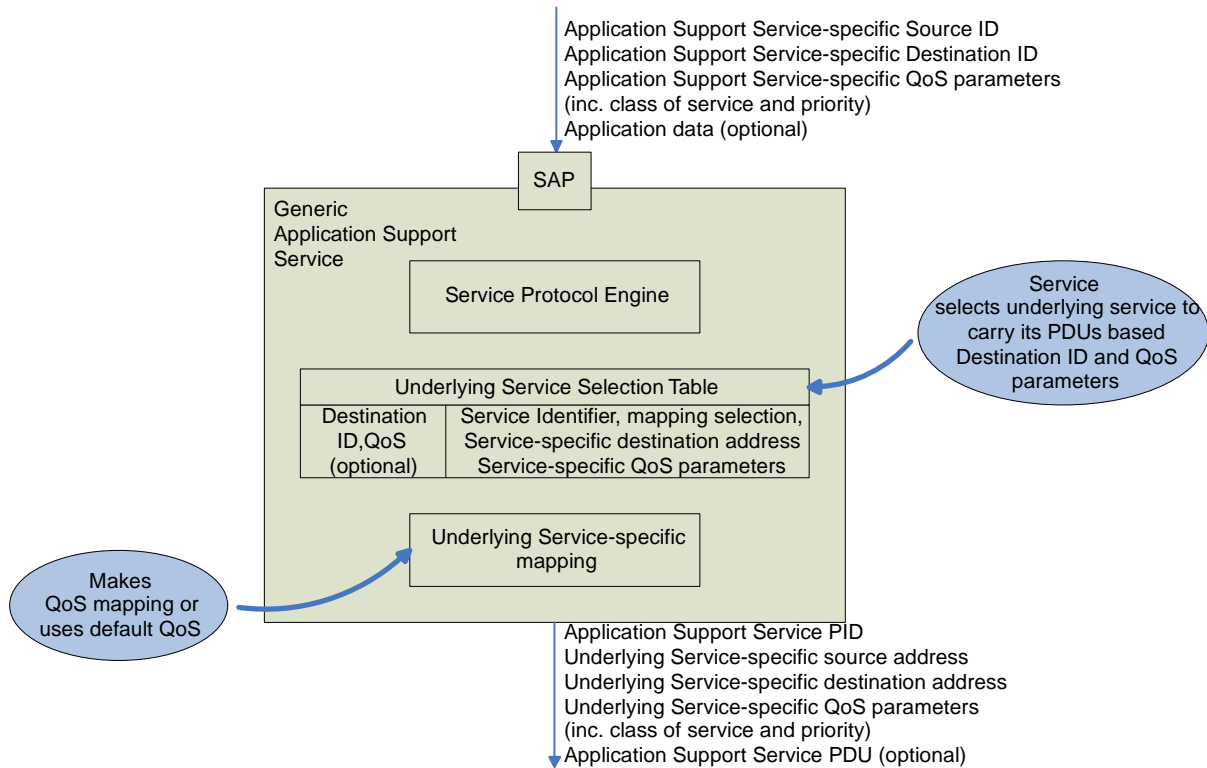 Application Support Service-specific Source ID
Application Support Service-specific Destination ID
Application Support Service-specific QoS parameters
(inc. class of service and priority)
Application data (optional)
SAP
Generic
Application Support
Service
Service Protocol Engine
Service
selects underlying service to
carry its PDUs based
Destination ID and QoS
parameters
Underlying Service Selection Table
Destination
ID,QoS
(optional)
Service Identifier, mapping selection,
Service-specific destination address
Service-specific QoS parameters
Underlying Service-specific
mapping
Makes
QoS mapping or
uses default QoS
Application Support Service PID
Underlying Service-specific source address
Underlying Service-specific destination address
Underlying Service-specific QoS parameters
(inc. class of service and priority)
Application Support Service PDU (optional)